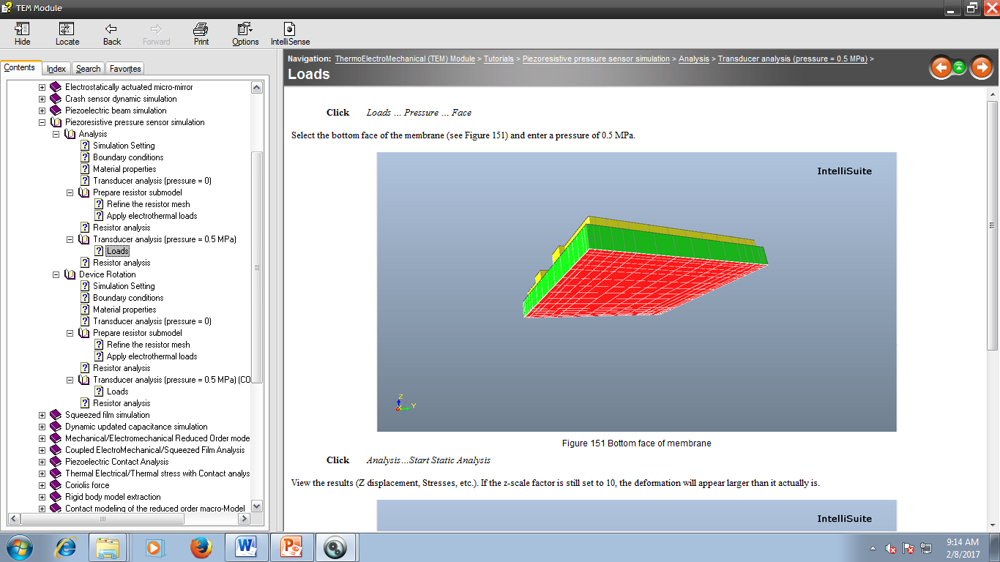 TEM Module
Hide
Locate
Back
Forward
Print
Options
IntelliSense
Contents
Index
Search
Favorites
Electrostatically actuated micro-mirror
Crash sensor dynamic simulation
Piezoelectric beam simulation
Piezoresistive pressure sensor simulation
Analysis
Simulation Setting
Boundary conditions
Material properties
Transducer analysis (pressure = 0)
Prepare resistor submodel
Refine the resistor mesh
Apply electrothermal loads
Resistor analysis
Transducer analysis (pressure = 0.5 MPa)
Loads
Resistor analysis
Device Rotation
Simulation Setting
Boundary conditions
Material properties
Transducer analysis (pressure = 0)
Prepare resistor submodel
Refine the resistor mesh
Apply electrothermal loads
Resistor analysis
Transducer analysis (pressure = 0.5 MPa) (CO
Loads
Resistor analysis
Squeezed film simulation
Dynamic updated capacitance simulation
Mechanical/Electromechanical Reduced Order mode
Coupled ElectroMechanical/Squeezed Film Analysis
Piezoelectric Contact Analysis
Thermal Electrical/Thermal stress with Contact analys
Coriolis force
Rigid body model extraction
Contact modeling of the reduced order macro-Model
Navigation: ThermoElectroMechanical (TEM) Module > Tutorials > Piezoresistive pressure sensor simulation > Analysis > Transducer analysis (pressure = 0.5 MPa) >
Loads
Click Loads ... Pressure ... Face
Select the bottom face of the membrane (see Figure 151) and enter a pressure of 0.5 MPa.
IntelliSuite
Z
X
Y
Figure 151 Bottom face of membrane
Click Analysis...Start Static Analysis
View the results (Z displacement, Stresses, etc.). If the z-scale factor is still set to 10, the deformation will appear larger than it actually is.
IntelliSuite
9:14 AM
2/8/2017